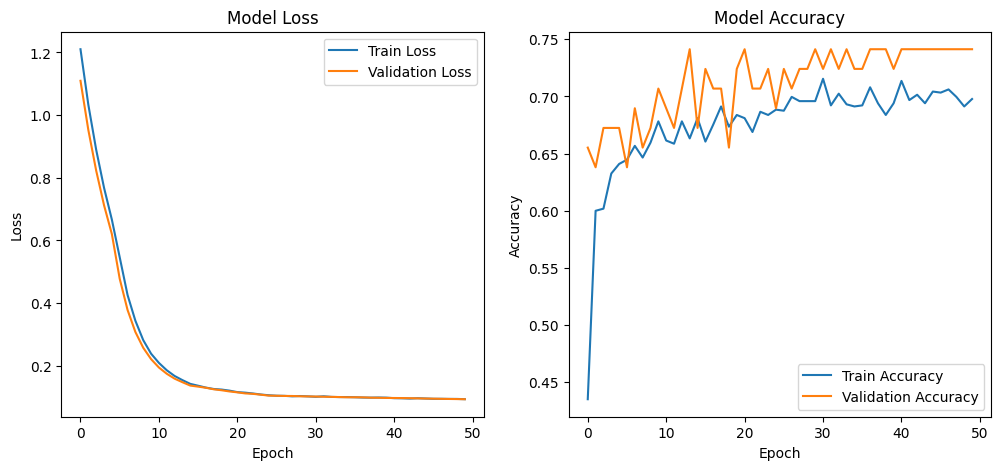 Model Loss
Train Loss
Validation Loss
1.2
1.0
0.8
0.6
0.4
0.2
Loss
0 10 20 30 40 50
Epoch
Model Accuracy
0.75
0.70
0.65
0.60
0.55
0.50
0.45
Accuracy
Train Accuracy
Validation Accuracy
0 10 20 30 40 50
Epoch